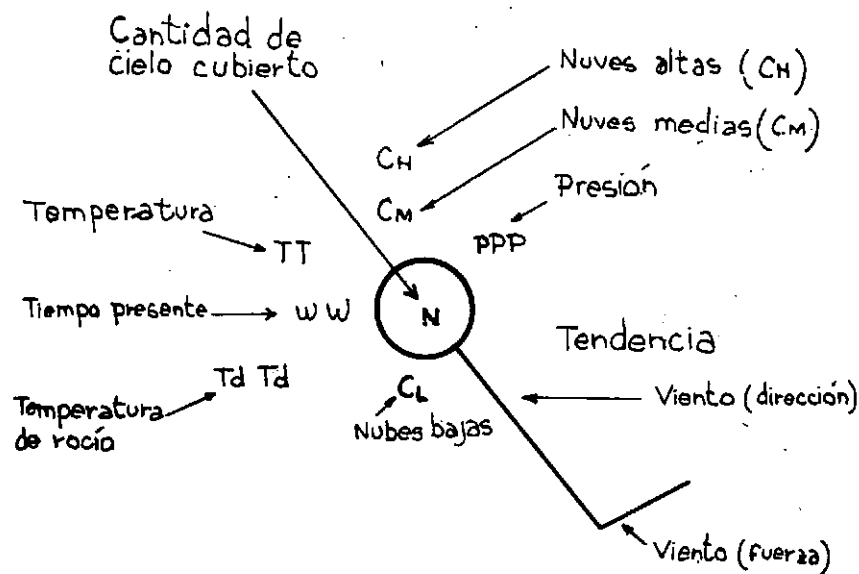 Cantidad de
cielo cubierto
Nuves altas (CH)
Nuves medias (CM)
CH
Presión
CM
Temperatura
PPP
TT
Tiempo presente
W W
N
Tendencia
Td Td
CL
Viento (dirección)
Temperatura
de rocío
Nubes bajas
Viento (fuerza)